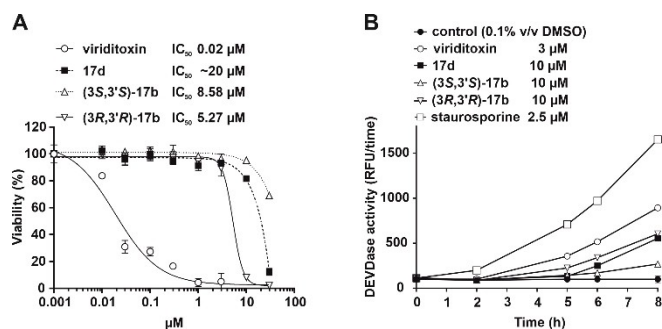 A
viriditoxin IC50 0.02 µM
17d IC50 ~20 µM
(3S,3'S)-17b IC50 8.58 µM
(3R,3'R)-17b IC50 5.27 µM
Viability (%)
120
100
80
60
40
20
0
0.001 0.01 0.1 1 10 100
µM
B
control (0.1% v/v DMSO)
viriditoxin 3 µM
17d 10 µM
(3S,3'S)-17b 10 µM
(3R,3'R)-17b 10 µM
staurosporine 2.5 µM
DEVDase activity (RFU/time)
1500
1000
500
0
0 2 4 5 6 8
Time (h)